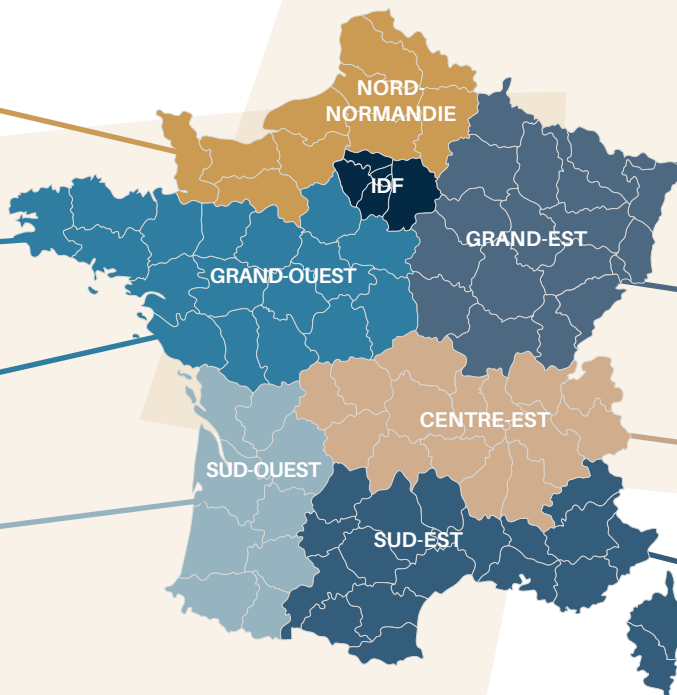 NORD-
NORMANDIE
IDF
GRAND-EST
GRAND-OUEST
CENTRE-EST
SUD-OUEST
SUD-EST